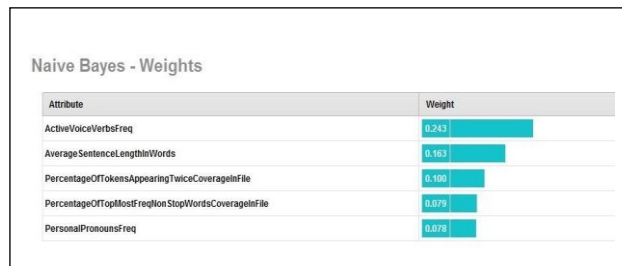 Naive Bayes - Weights
Attribute Weight
ActiveVoiceVerbsFreq 0.243
AverageSentenceLengthInWords 0.163
PercentageOfTokensAppearingTwiceCoverageInFile 0.100
PercentageOfTopMostFreqNonStopWordsCoverageInFile 0.079
PersonalPronounsFreq 0.078